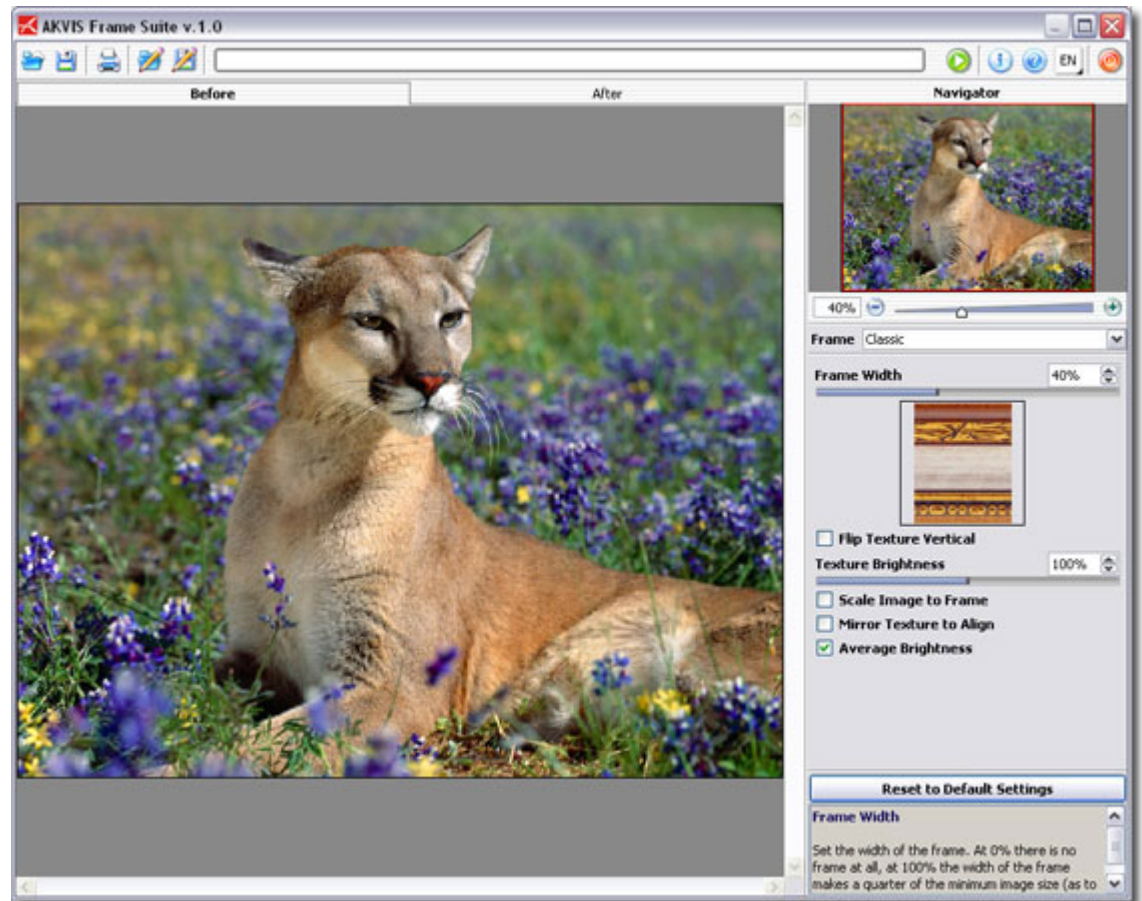 AKVIS Frame Suite v.1.0
EN
Before
After
Navigator
40%
Frame Classic
Frame Width 40%
Flip Texture Vertical
Texture Brightness 100%
Scale Image to Frame
Mirror Texture to Align
Average Brightness
Reset to Default Settings
Frame Width
Set the width of the frame. At 0% there is no
frame at all, at 100% the width of the frame
makes a quarter of the minimum image size (as to